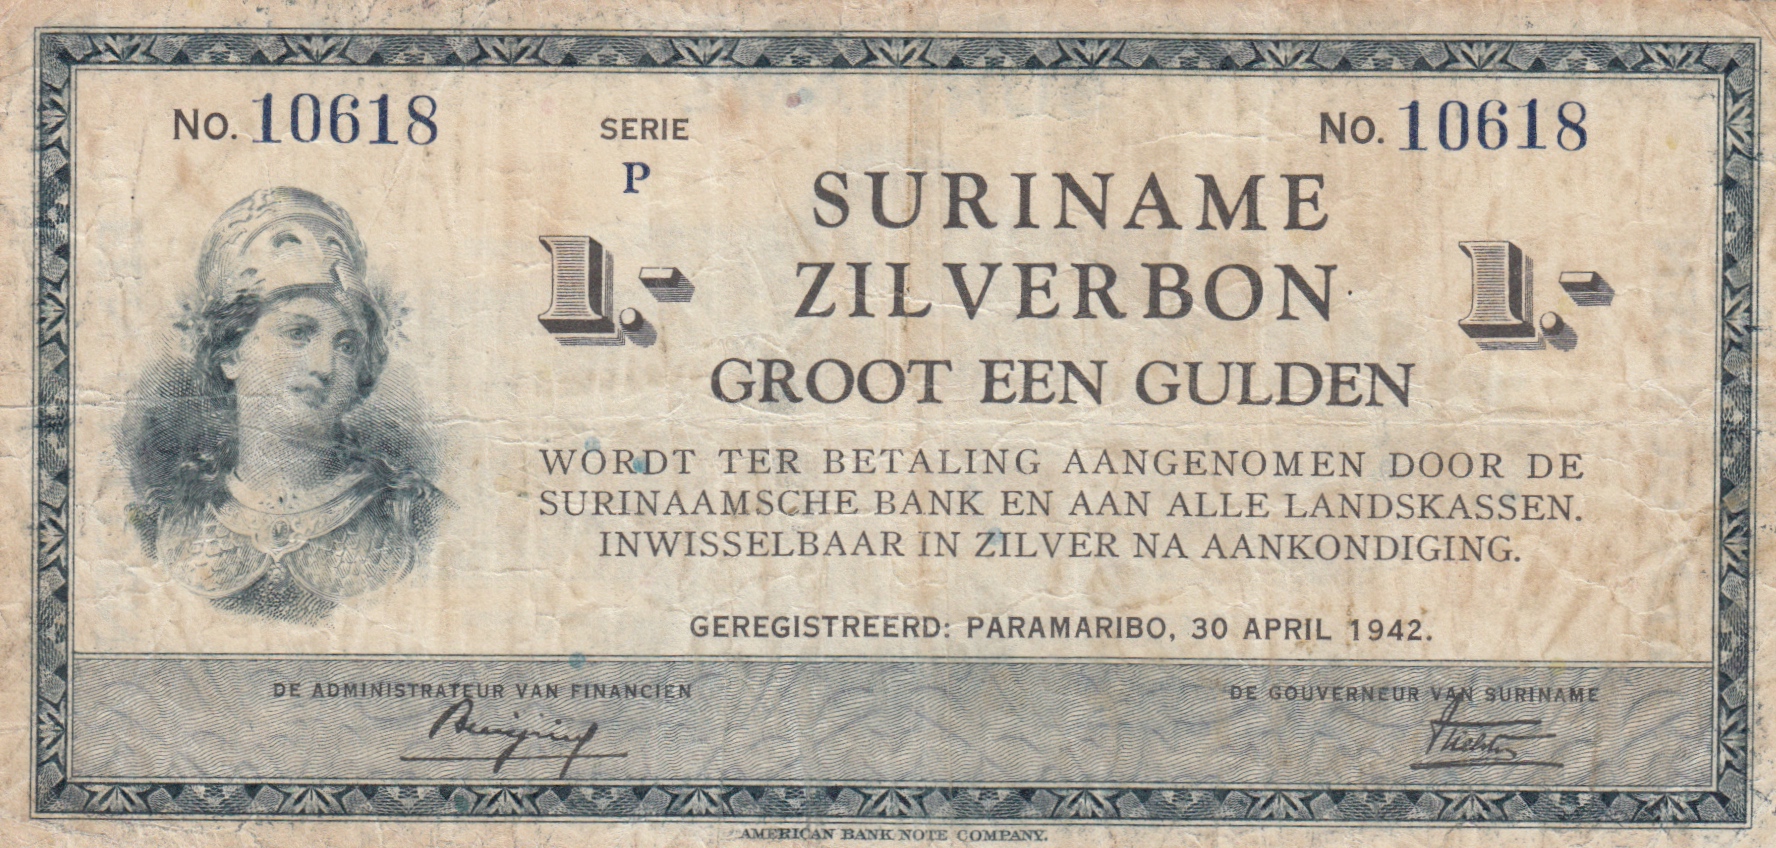 No. 10618
SERIE
P
No. 10618
SURINAME
1.-
ZILVERBON
1.-
GROOT EEN GULDEN
WORDT TER BETALING AANGENOMEN DOOR DE
SURINAAMSCHE BANK EN AAN ALLE LANDSKASSEN.
INWISSELBAAR IN ZILVER NA AANKONDIGING.
GEREGISTREERD: PARAMARIBO, 30 APRIL 1942.
DE ADMINISTRATEUR VAN FINANCIEN
DE GOUVERNEUR VAN SURINAME
AMERICAN BANK NOTE COMPANY.